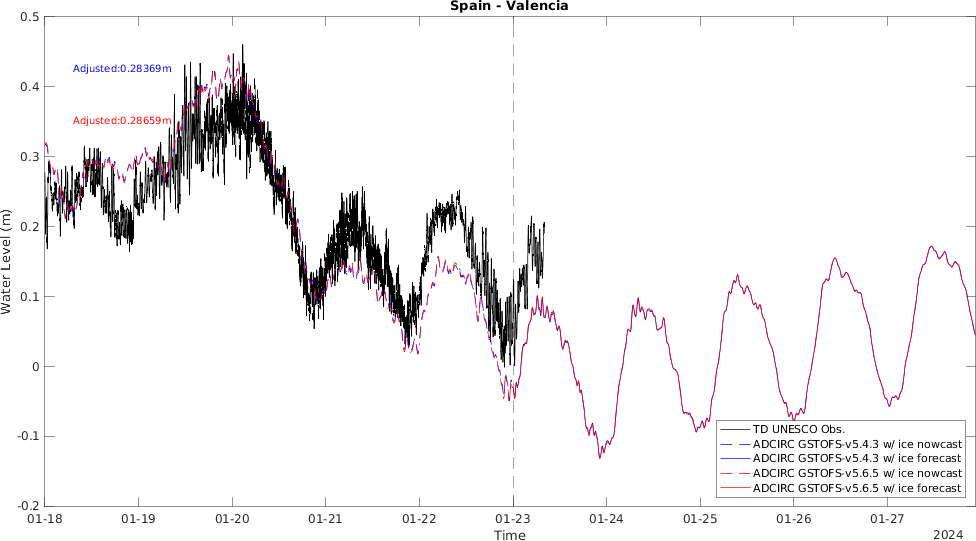 Spain - Valencia
0.5
0.4
0.3
0.2
0.1
0
-0.1
-0.2
Water Level (m)
Adjusted:0.28369m
Adjusted:0.28659m
TD UNESCO Obs.
ADCIRC GSTOFS-v5.4.3 w/ ice nowcast
ADCIRC GSTOFS-v5.4.3 w/ ice forecast
ADCIRC GSTOFS-v5.6.5 w/ ice nowcast
ADCIRC GSTOFS-v5.6.5 w/ ice forecast
01-18 01-19 01-20 01-21 01-22 01-23 01-24 01-25 01-26 01-27
Time
2024